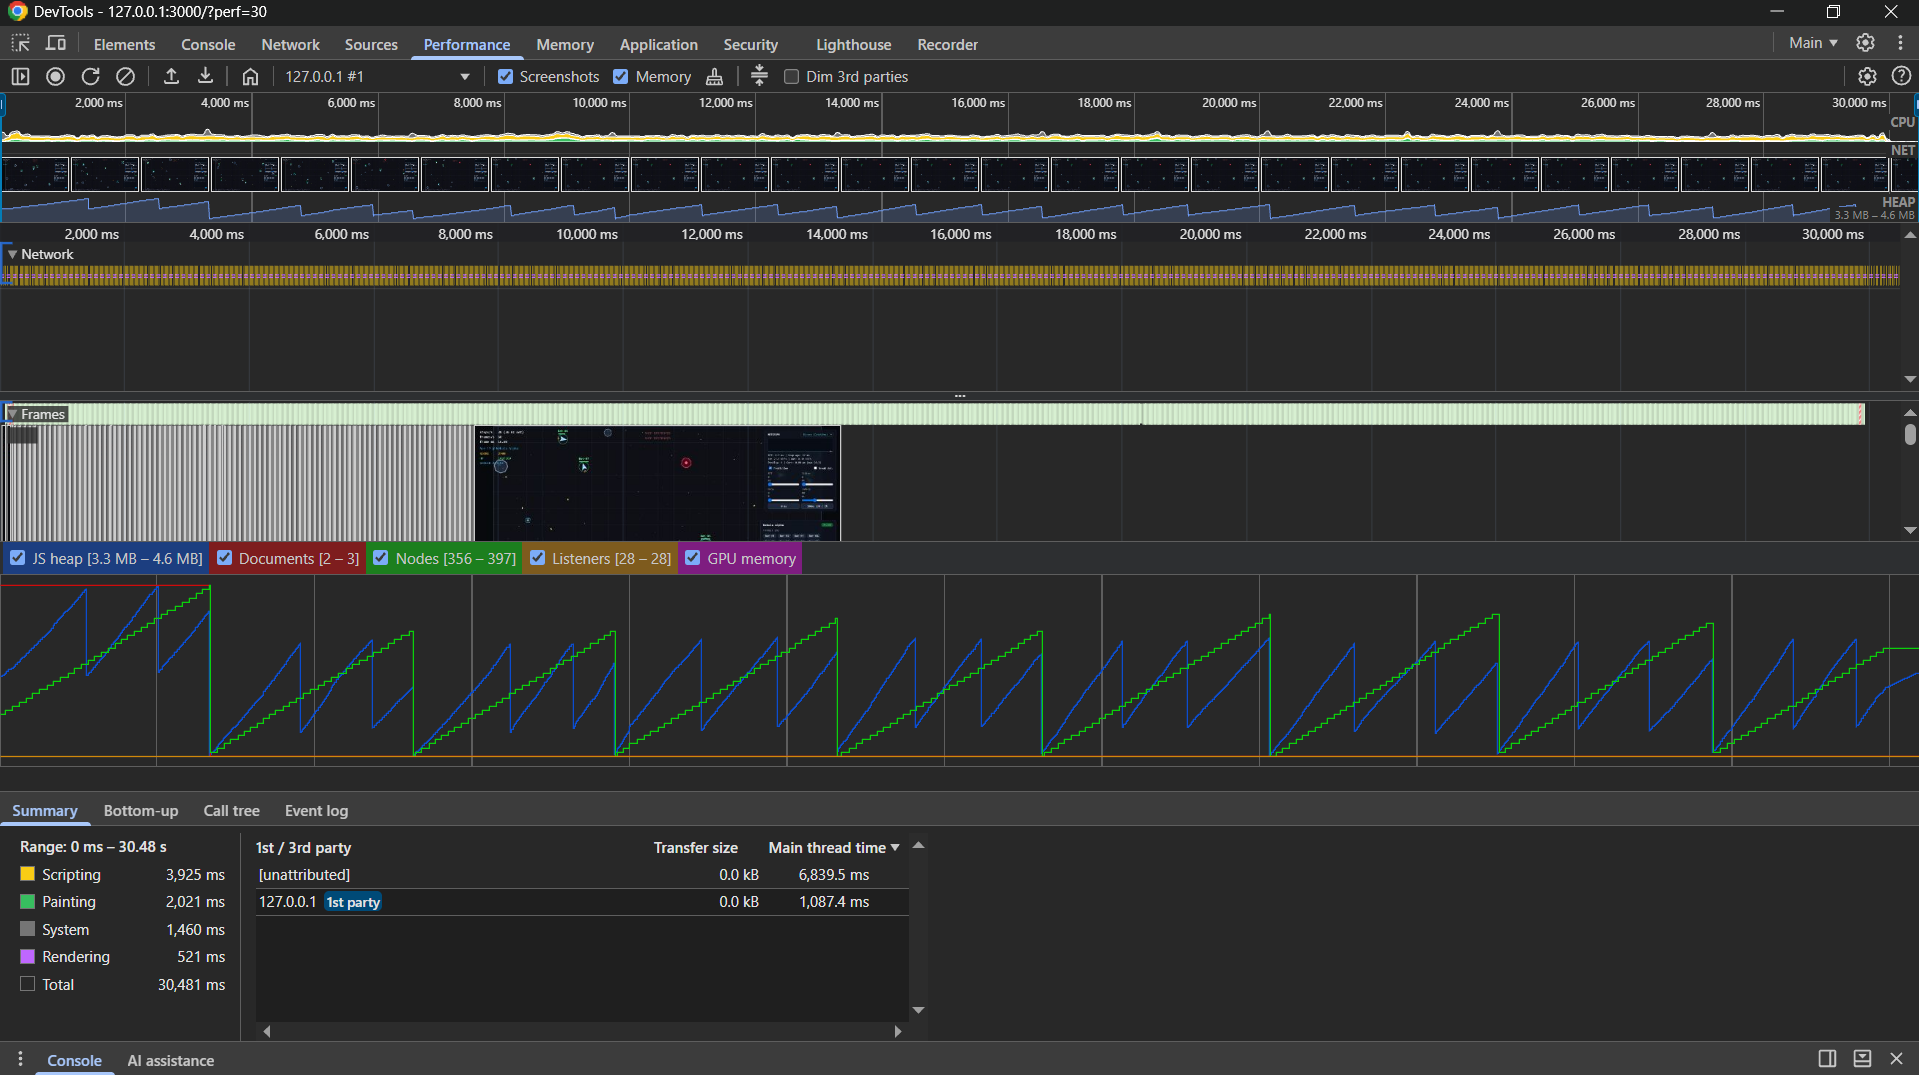 DevTools - 127.0.0.1:3000/?perf=30
Elements Console Network Sources Performance Memory Application Security Lighthouse Recorder Main
127.0.0.1 #1 Screenshots Memory Dim 3rd parties
2,000 ms 4,000 ms 6,000 ms 8,000 ms 10,000 ms 12,000 ms 14,000 ms 16,000 ms 18,000 ms 20,000 ms 22,000 ms 24,000 ms 26,000 ms 28,000 ms 30,000 ms
CPU
NET
HEAP
3.3 MB – 4.6 MB
2,000 ms 4,000 ms 6,000 ms 8,000 ms 10,000 ms 12,000 ms 14,000 ms 16,000 ms 18,000 ms 20,000 ms 22,000 ms 24,000 ms 26,000 ms 28,000 ms 30,000 ms
Network
Frames
JS heap [3.3 MB – 4.6 MB] Documents [2 – 3] Nodes [356 – 397] Listeners [28 – 28] GPU memory
Summary Bottom-up Call tree Event log
Range: 0 ms – 30.48 s
Scripting 3,925 ms
Painting 2,021 ms
System 1,460 ms
Rendering 521 ms
Total 30,481 ms
1st / 3rd party Transfer size Main thread time
[unattributed] 0.0 kB 6,839.5 ms
127.0.0.1 1st party 0.0 kB 1,087.4 ms
Console AI assistance